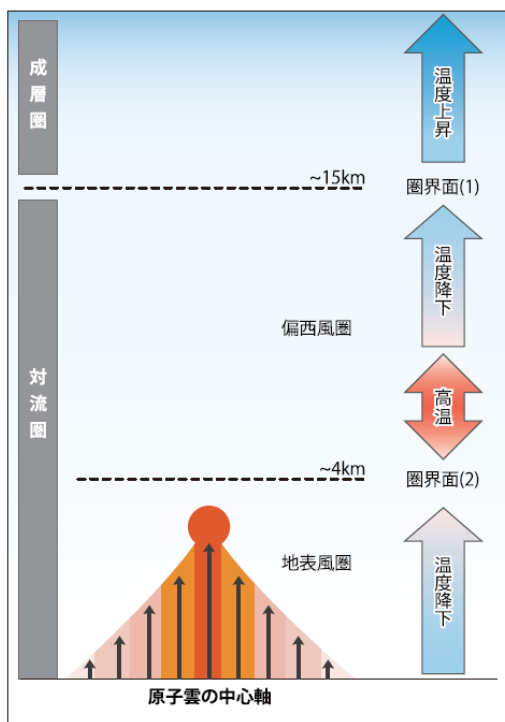 成層圏
温度上昇
~15km
圏界面(1)
温度降下
偏西風圏
対流圏
高温
~4km
圏界面(2)
地表風圏
温度降下
原子雲の中心軸